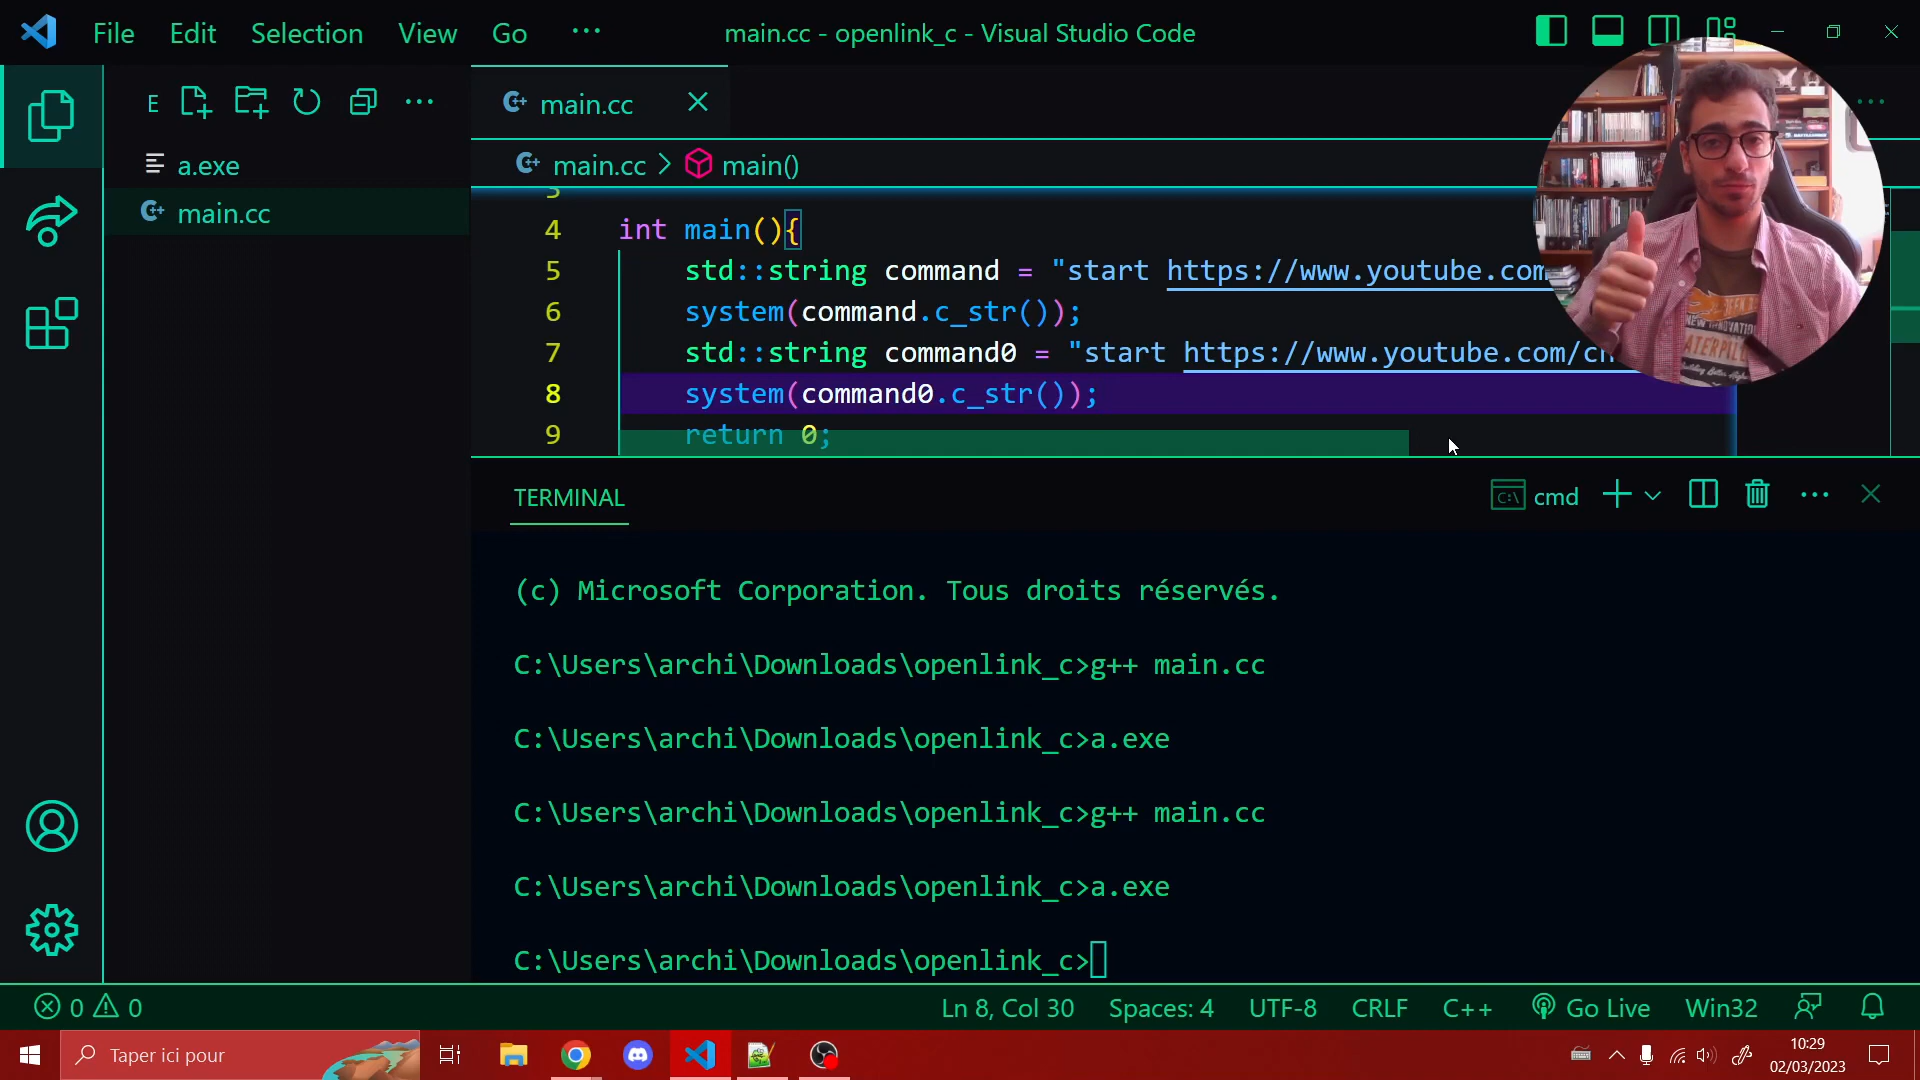 File Edit Selection View Go ... main.cc - openlink_c - Visual Studio Code
E
a.exe
main.cc
main.cc
main.cc > main()
4 int main(){
5 std::string command = "start https://www.youtube.com
6 system(command.c_str());
7 std::string command0 = "start https://www.youtube.com/ch
8 system(command0.c_str());
9 return 0;
NEW INNOVATION
CATERPILL
TERMINAL
cmd
(c) Microsoft Corporation. Tous droits réservés.
C:\Users\archi\Downloads\openlink_c>g++ main.cc
C:\Users\archi\Downloads\openlink_c>a.exe
C:\Users\archi\Downloads\openlink_c>g++ main.cc
C:\Users\archi\Downloads\openlink_c>a.exe
C:\Users\archi\Downloads\openlink_c>
0 0 Ln 8, Col 30 Spaces: 4 UTF-8 CRLF C++ Go Live Win32
Taper ici pour
10:29
02/03/2023